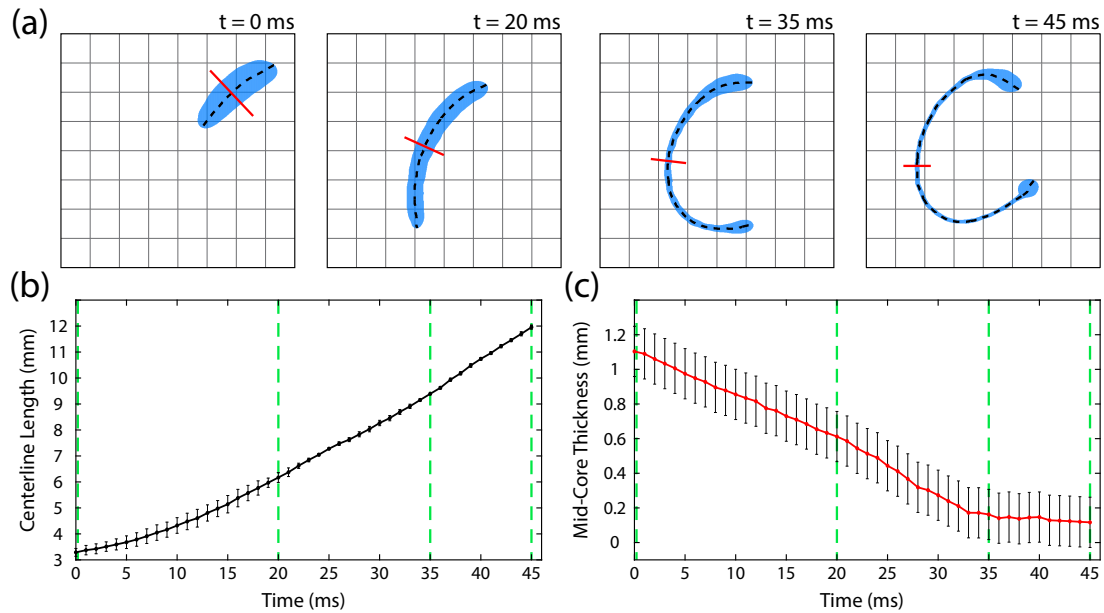 (a)
t = 0 ms
t = 20 ms
t = 35 ms
t = 45 ms
(b)
Centerline Length (mm)
12
11
10
9
8
7
6
5
4
3
0 5 10 15 20 25 30 35 40 45
Time (ms)
(c)
Mid-Core Thickness (mm)
1.2
1
0.8
0.6
0.4
0.2
0
0 5 10 15 20 25 30 35 40 45
Time (ms)